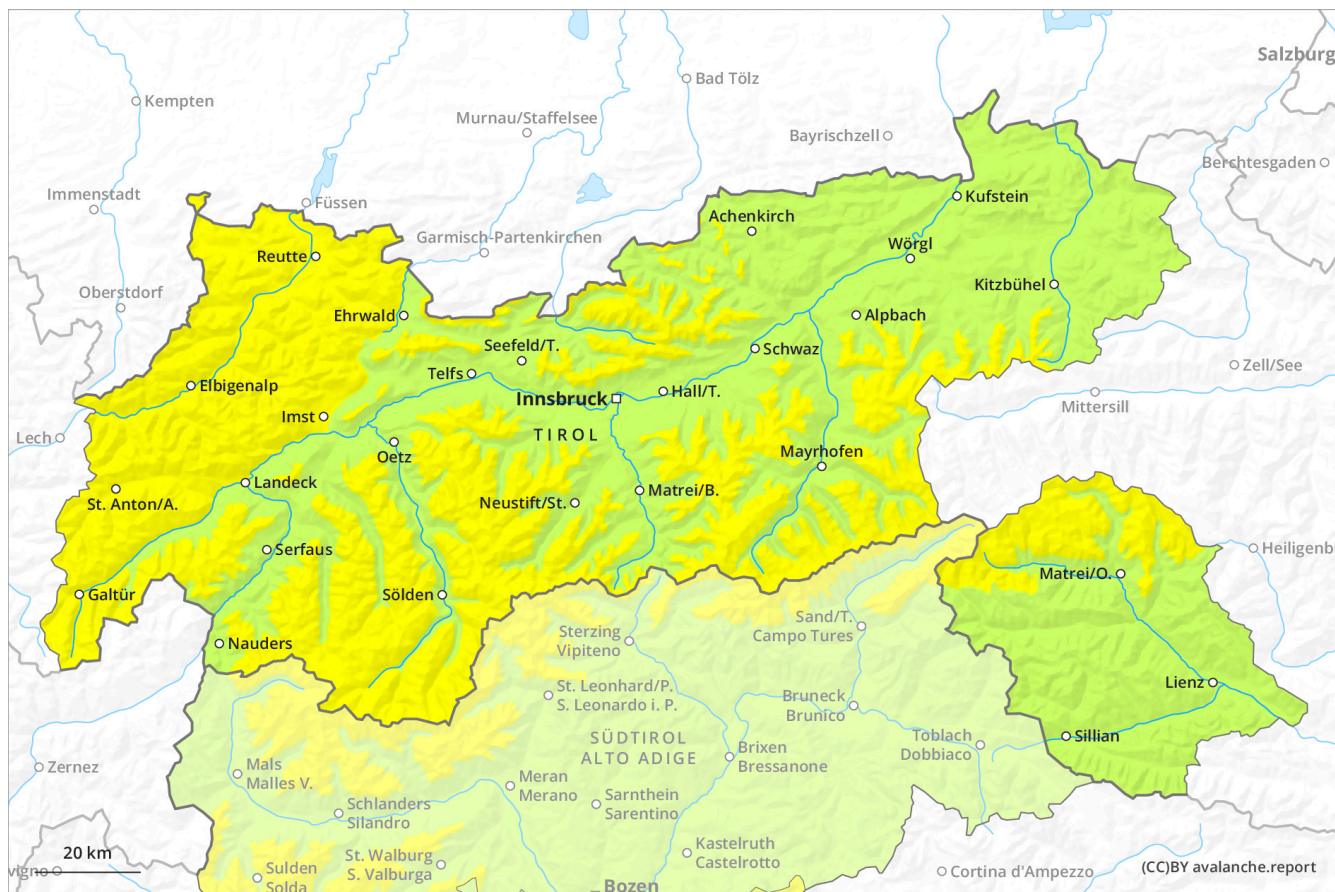 Salzburg
Kempten
Bad Tölz
Murnau/Staffelsee
Bayrischzell
Berchtesgaden
Immenstadt
Füssen
Kufstein
Achenkirch
Garmisch-Partenkirchen
Wörgl
Reutte
Oberstdorf
Kitzbühel
Ehrwald
Alpbach
Seefeld/T.
Schwaz
Zell/See
Telfs
Elbigenalp
Hall/T.
Innsbruck
Mittersill
Imst
Lech
TIROL
Oetz
Mayrhofen
Landeck
St. Anton/A.
Matrei/B.
Neustift/St.
Serfaus
Heiligenb
Matrei/O.
Galtür
Sölden
Sand/T.
Campo Tures
Sterzing
Vipiteno
Nauders
Lienz
St. Leonhard/P.
S. Leonardo i. P.
Bruneck
Brunico
SÜDTIROL
ALTO ADIGE
Toblach
Dobbiaco
Sillian
Brixen
Bressanone
Zernez
Mals
Malles V.
Meran
Merano
Sarnthein
Sarentino
Schlanders
Silandro
Kastelruth
Castelrotto
20 km
St. Walburg
S. Valburga
vigno
Sulden
Solda
Cortina d'Ampezzo
(CC)BY avalanche.report
Bozen